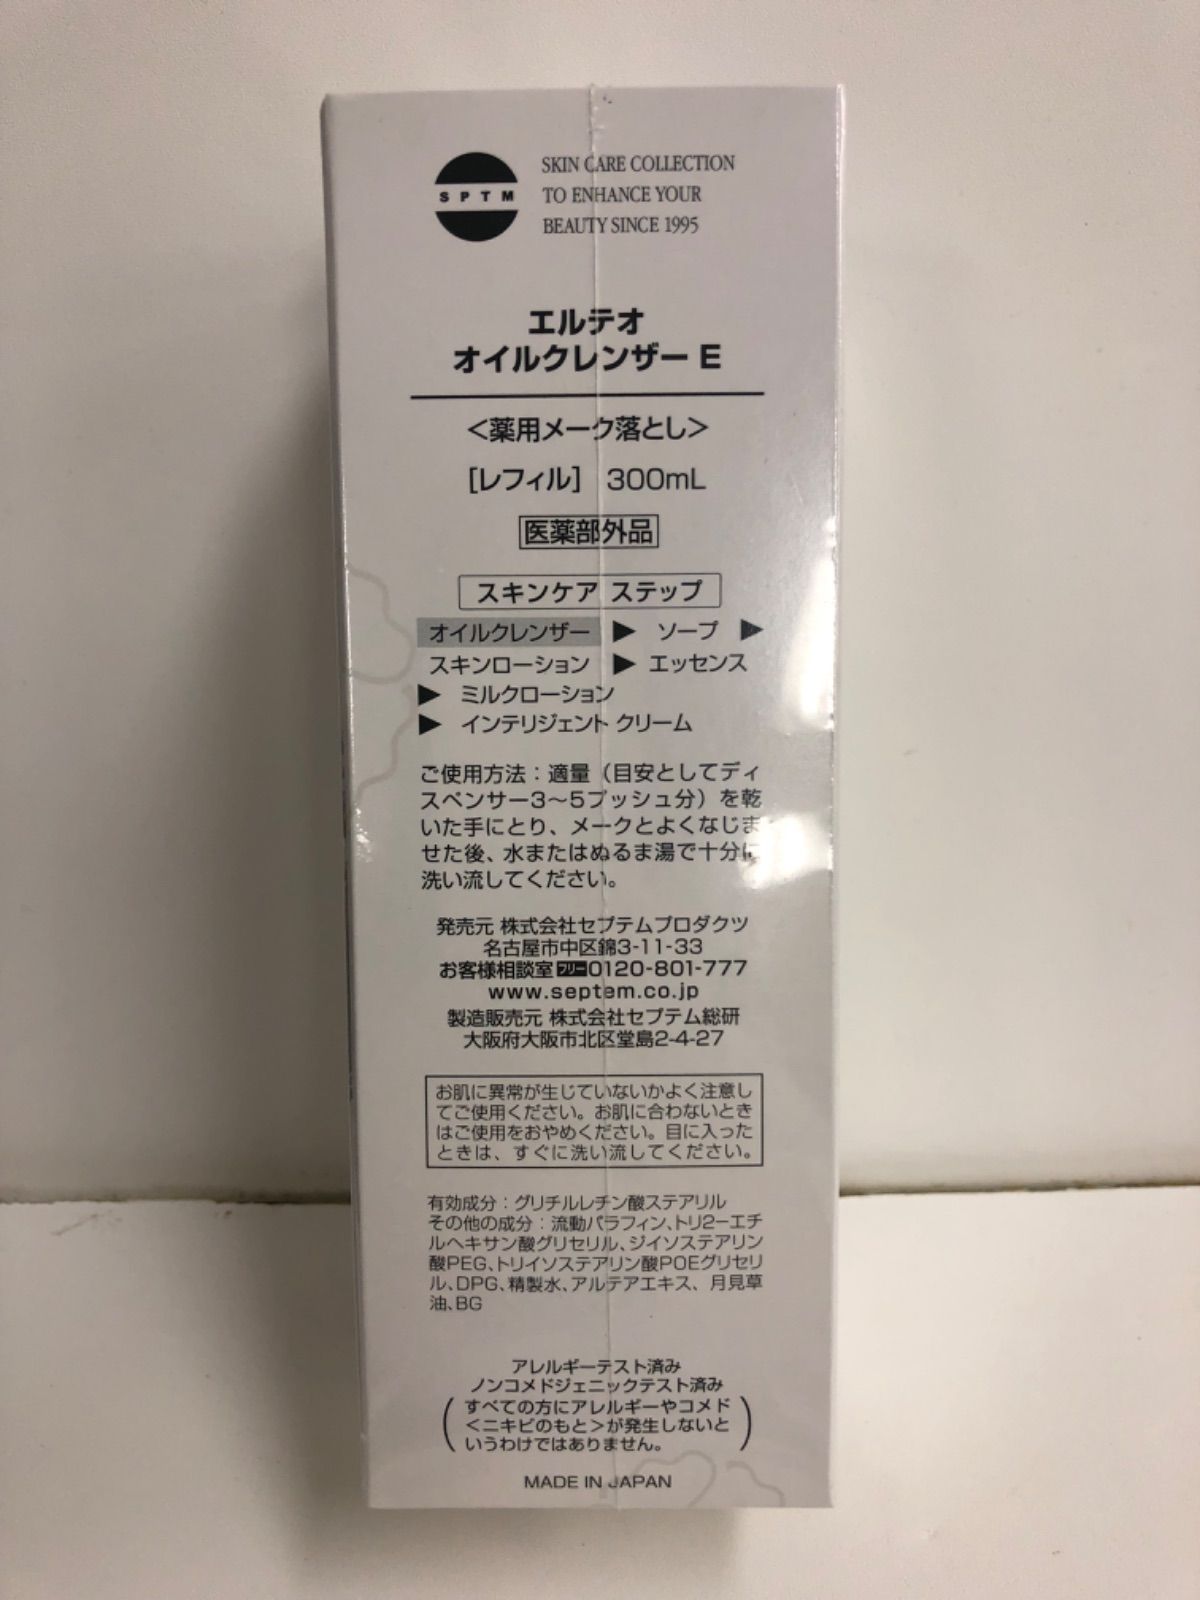 SPTM
SKIN CARE COLLECTION
TO ENHANCE YOUR
BEAUTY SINCE 1995
エルテオ
オイルクレンザー E
<薬用メーク落とし>
[レフィル] 300mL
医薬部外品
スキンケア ステップ
オイルクレンザー ▶ ソープ ▶
スキンローション ▶ エッセンス
▶ ミルクローション
▶ インテリジェント クリーム
ご使用方法：適量（目安としてディ
スペンサー3〜5プッシュ分）を乾
いた手にとり、メークとよくなじま
せた後、水またはぬるま湯で十分に
洗い流してください。
発売元 株式会社セプテムプロダクツ
名古屋市中区錦3-11-33
お客様相談室 フリー 0120-801-777
www.septem.co.jp
製造販売元 株式会社セプテム総研
大阪府大阪市北区堂島2-4-27
お肌に異常が生じていないかよく注意し
てご使用ください。お肌に合わないとき
はご使用をおやめください。目に入った
ときは、すぐに洗い流してください。
有効成分：グリチルレチン酸ステアリル
その他の成分：流動パラフィン、トリ2-エチ
ルヘキサン酸グリセリル、ジイソステアリン
酸PEG、トリイソステアリン酸POEグリセリ
ル、DPG、精製水、アルテアエキス、月見草
油、BG
アレルギーテスト済み
ノンコメドジェニックテスト済み
(すべての方にアレルギーやコメド
<ニキビのもと>が発生しないと
いうわけではありません。)
MADE IN JAPAN